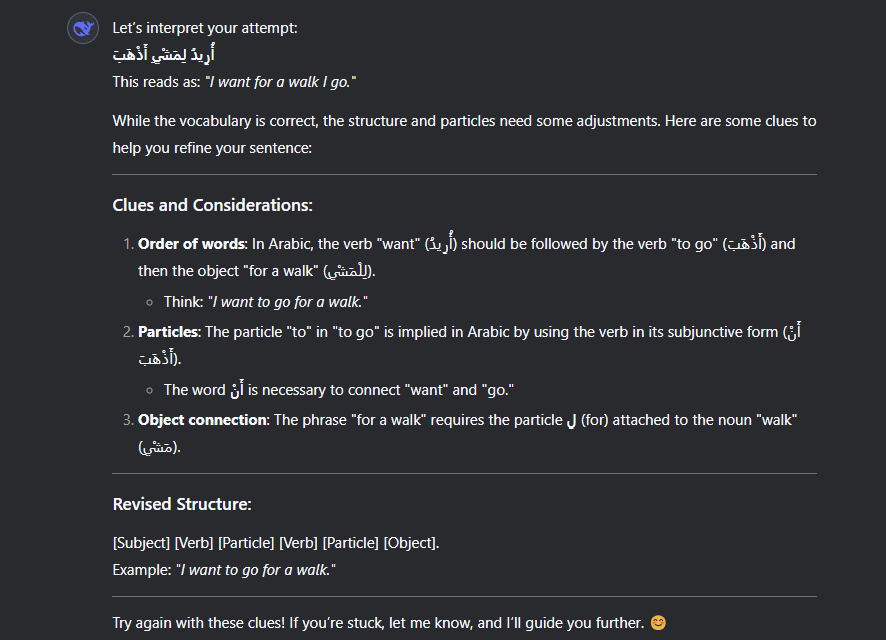 Let's interpret your attempt:
أُرِيدُ لِمَشْيِ أَذْهَبَ
This reads as: "I want for a walk I go."
While the vocabulary is correct, the structure and particles need some adjustments. Here are some clues to
help you refine your sentence:
Clues and Considerations:
1. Order of words: In Arabic, the verb "want" (أُرِيدُ) should be followed by the verb "to go" (أَذْهَبَ) and
then the object "for a walk" (لِلْمَشْيِ).
Think: "I want to go for a walk."
2. Particles: The particle "to" in "to go" is implied in Arabic by using the verb in its subjunctive form (أَنْ
أَذْهَبَ).
The word أَنْ is necessary to connect "want" and "go."
3. Object connection: The phrase "for a walk" requires the particle لِ (for) attached to the noun "walk"
(مَشْيِ).
Revised Structure:
[Subject] [Verb] [Particle] [Verb] [Particle] [Object].
Example: "I want to go for a walk."
Try again with these clues! If you're stuck, let me know, and I'll guide you further. 😊